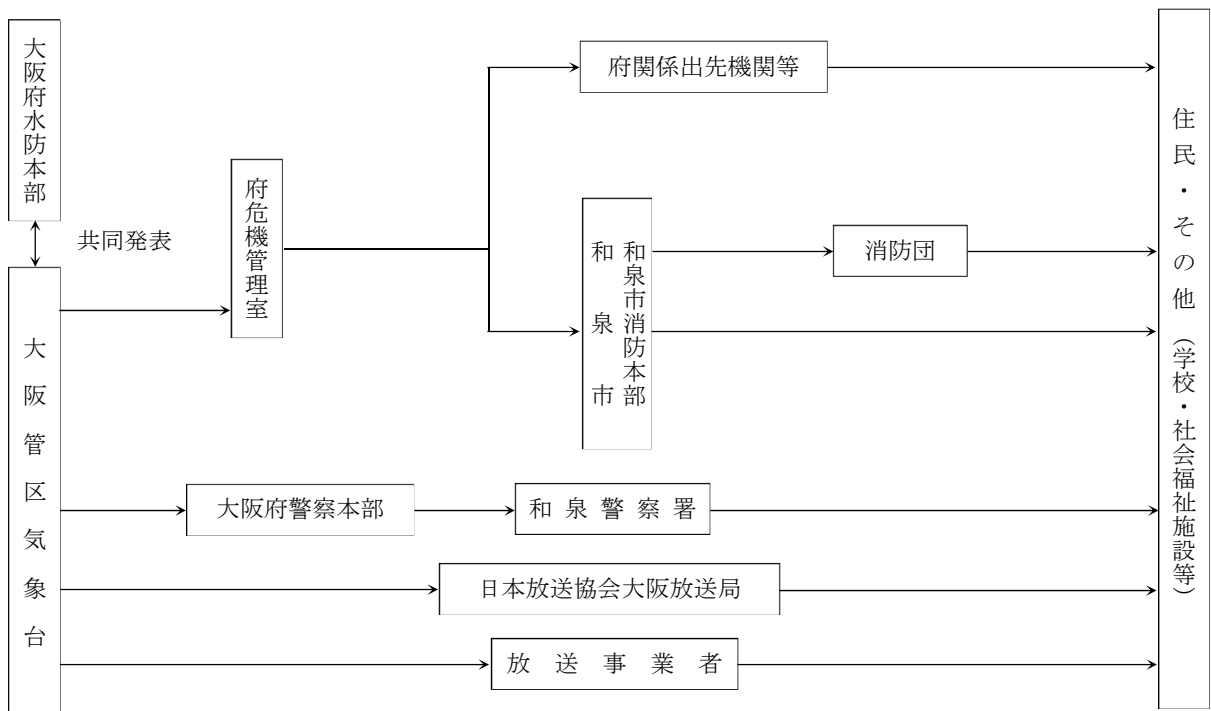 大阪府水防本部
共同発表
大阪管区気象台
府危機管理室
府関係出先機関等
和泉市
和泉市消防本部
消防団
大阪府警察本部
和泉警察署
日本放送協会大阪放送局
放送事業者
住民・その他（学校・社会福祉施設等）